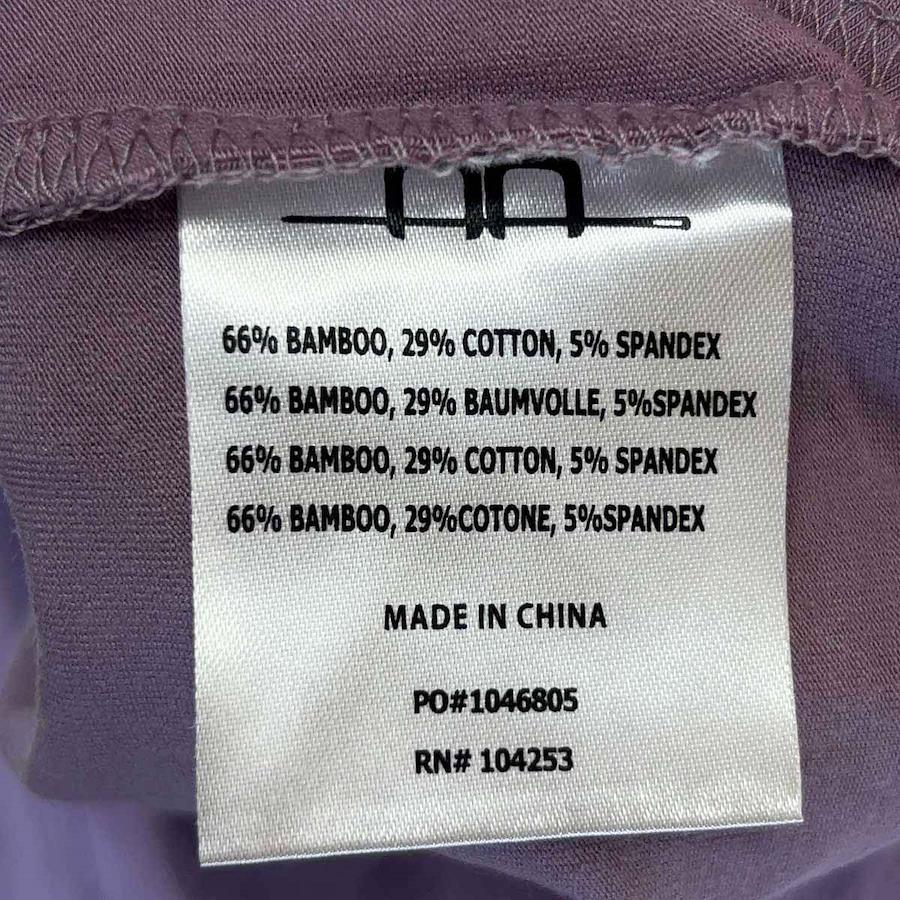 66% BAMBOO, 29% COTTON, 5% SPANDEX
66% BAMBOO, 29% BAUMVOLLE, 5%SPANDEX
66% BAMBOO, 29% COTTON, 5% SPANDEX
66% BAMBOO, 29%COTONE, 5%SPANDEX
MADE IN CHINA
PO#1046805
RN# 104253